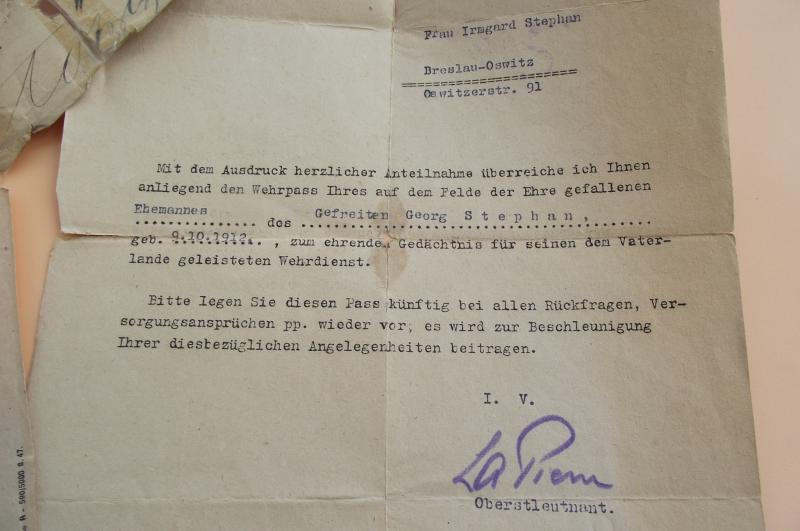 Frau Irmgard Stephan
Breslau-Oswitz
Oswitzerstr. 91
Mit dem Ausdruck herzlicher Anteilnahme überreiche ich Ihnen
anliegend den Wehrpass Ihres auf dem Felde der Ehre gefallenen
Ehemannes des Gefreiten Georg S t e p h a n ,
geb. 9.10.1912. , zum ehrenden Gedächtnis für seinen dem Vater-
lande geleisteten Wehrdienst.
Bitte legen Sie diesen Pass künftig bei allen Rückfragen, Ver-
sorgungsansprüchen pp. wieder vor, es wird zur Beschleunigung
Ihrer diesbezüglichen Angelegenheiten beitragen.
I. V.
Oberstleutnant.